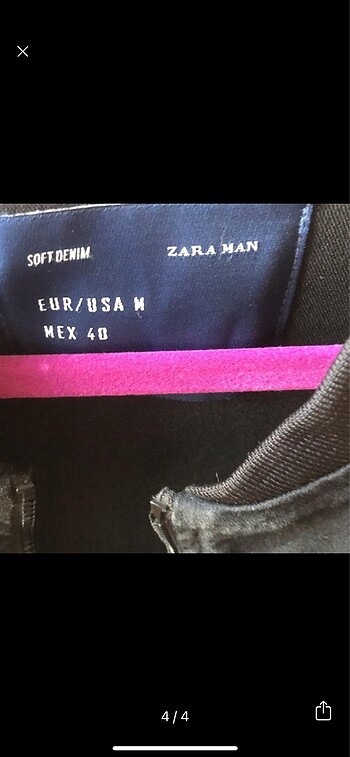 SOFT DENIM ZARA MAN
EUR/USA M
MEX 40
4/4